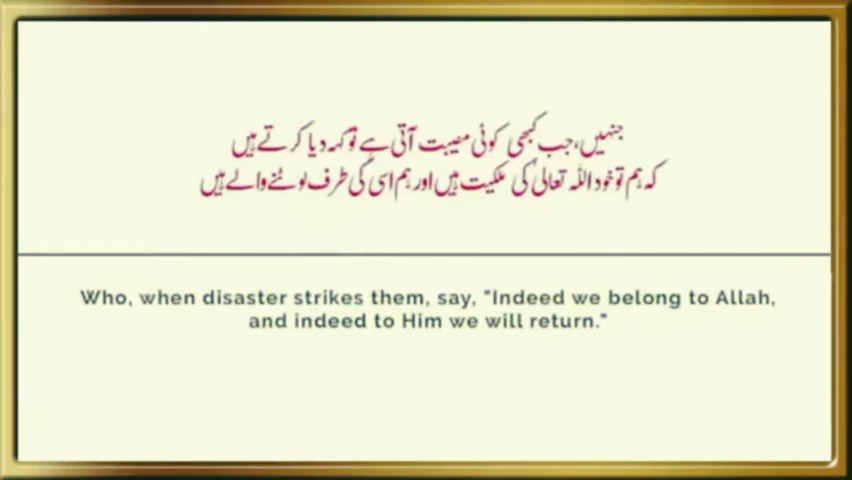 جنہیں، جب کبھی کوئی مصیبت آتی ہے تو کہہ دیا کرتے ہیں
کہ ہم تو خود اللہ تعالیٰ کی ملکیت ہیں اور ہم اسی کی طرف لوٹنے والے ہیں
Who, when disaster strikes them, say, "Indeed we belong to Allah,
and indeed to Him we will return."